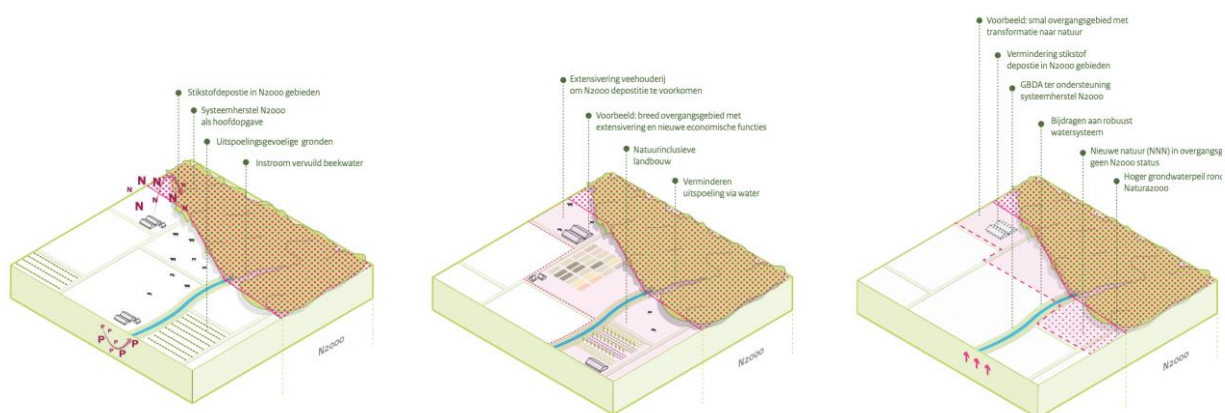 Stikstofdepostie in N2000 gebieden
Systeemherstel N2000
als hoofdopgave
Uitspoelingsgevoelige gronden
Instroom vervuild beekwater
N N N
N N N
N N N
P P
P P P
P
N2000
Extensivering veehouderij
om N2000 depostitie te voorkomen
Voorbeeld: breed overgangsgebied met
extensivering en nieuwe economische functies
Natuurinclusieve
landbouw
Verminderen
uitspoeling via water
N2000
Voorbeeld: smal overgangsgebied met
transformatie naar natuur
Vermindering stikstof
depostie in N2000 gebieden
GBDA ter ondersteuning
systeemherstel N2000
Bijdragen aan robuust
watersysteem
Nieuwe natuur (NNN) in overgangsg
geen N2000 status
Hoger grondwaterpeil rond
Natura2000
N2000